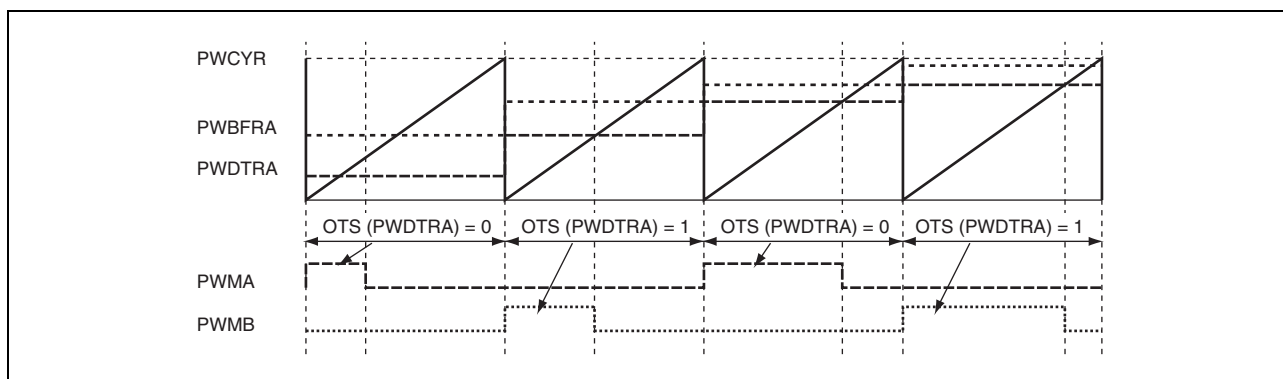 PWCYR
PWBFRA
PWDTRA
OTS (PWDTRA) = 0 OTS (PWDTRA) = 1 OTS (PWDTRA) = 0 OTS (PWDTRA) = 1
PWMA
PWMB